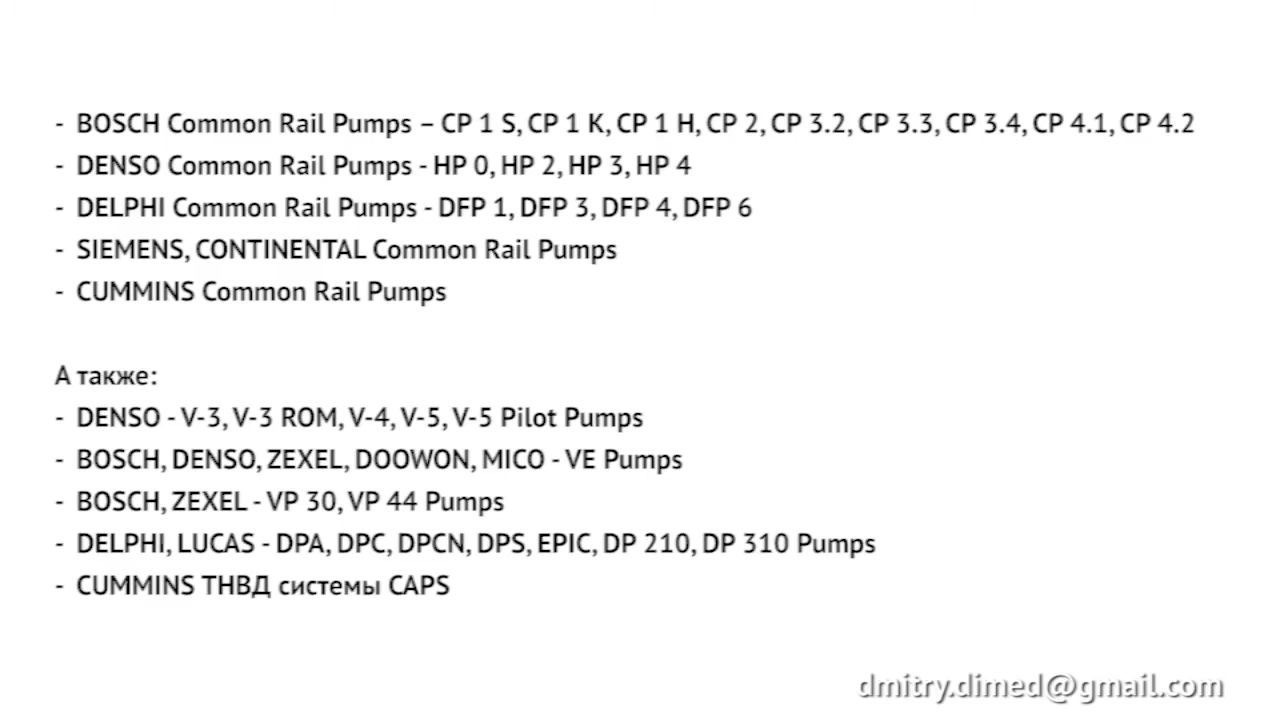 - BOSCH Common Rail Pumps – CP 1 S, CP 1 K, CP 1 H, CP 2, CP 3.2, CP 3.3, CP 3.4, CP 4.1, CP 4.2
- DENSO Common Rail Pumps - HP 0, HP 2, HP 3, HP 4
- DELPHI Common Rail Pumps - DFP 1, DFP 3, DFP 4, DFP 6
- SIEMENS, CONTINENTAL Common Rail Pumps
- CUMMINS Common Rail Pumps
А также:
- DENSO - V-3, V-3 ROM, V-4, V-5, V-5 Pilot Pumps
- BOSCH, DENSO, ZEXEL, DOOWON, MICO - VE Pumps
- BOSCH, ZEXEL - VP 30, VP 44 Pumps
- DELPHI, LUCAS - DPA, DPC, DPCN, DPS, EPIC, DP 210, DP 310 Pumps
- CUMMINS ТНВД системы CAPS
dmitry.dimed@gmail.com